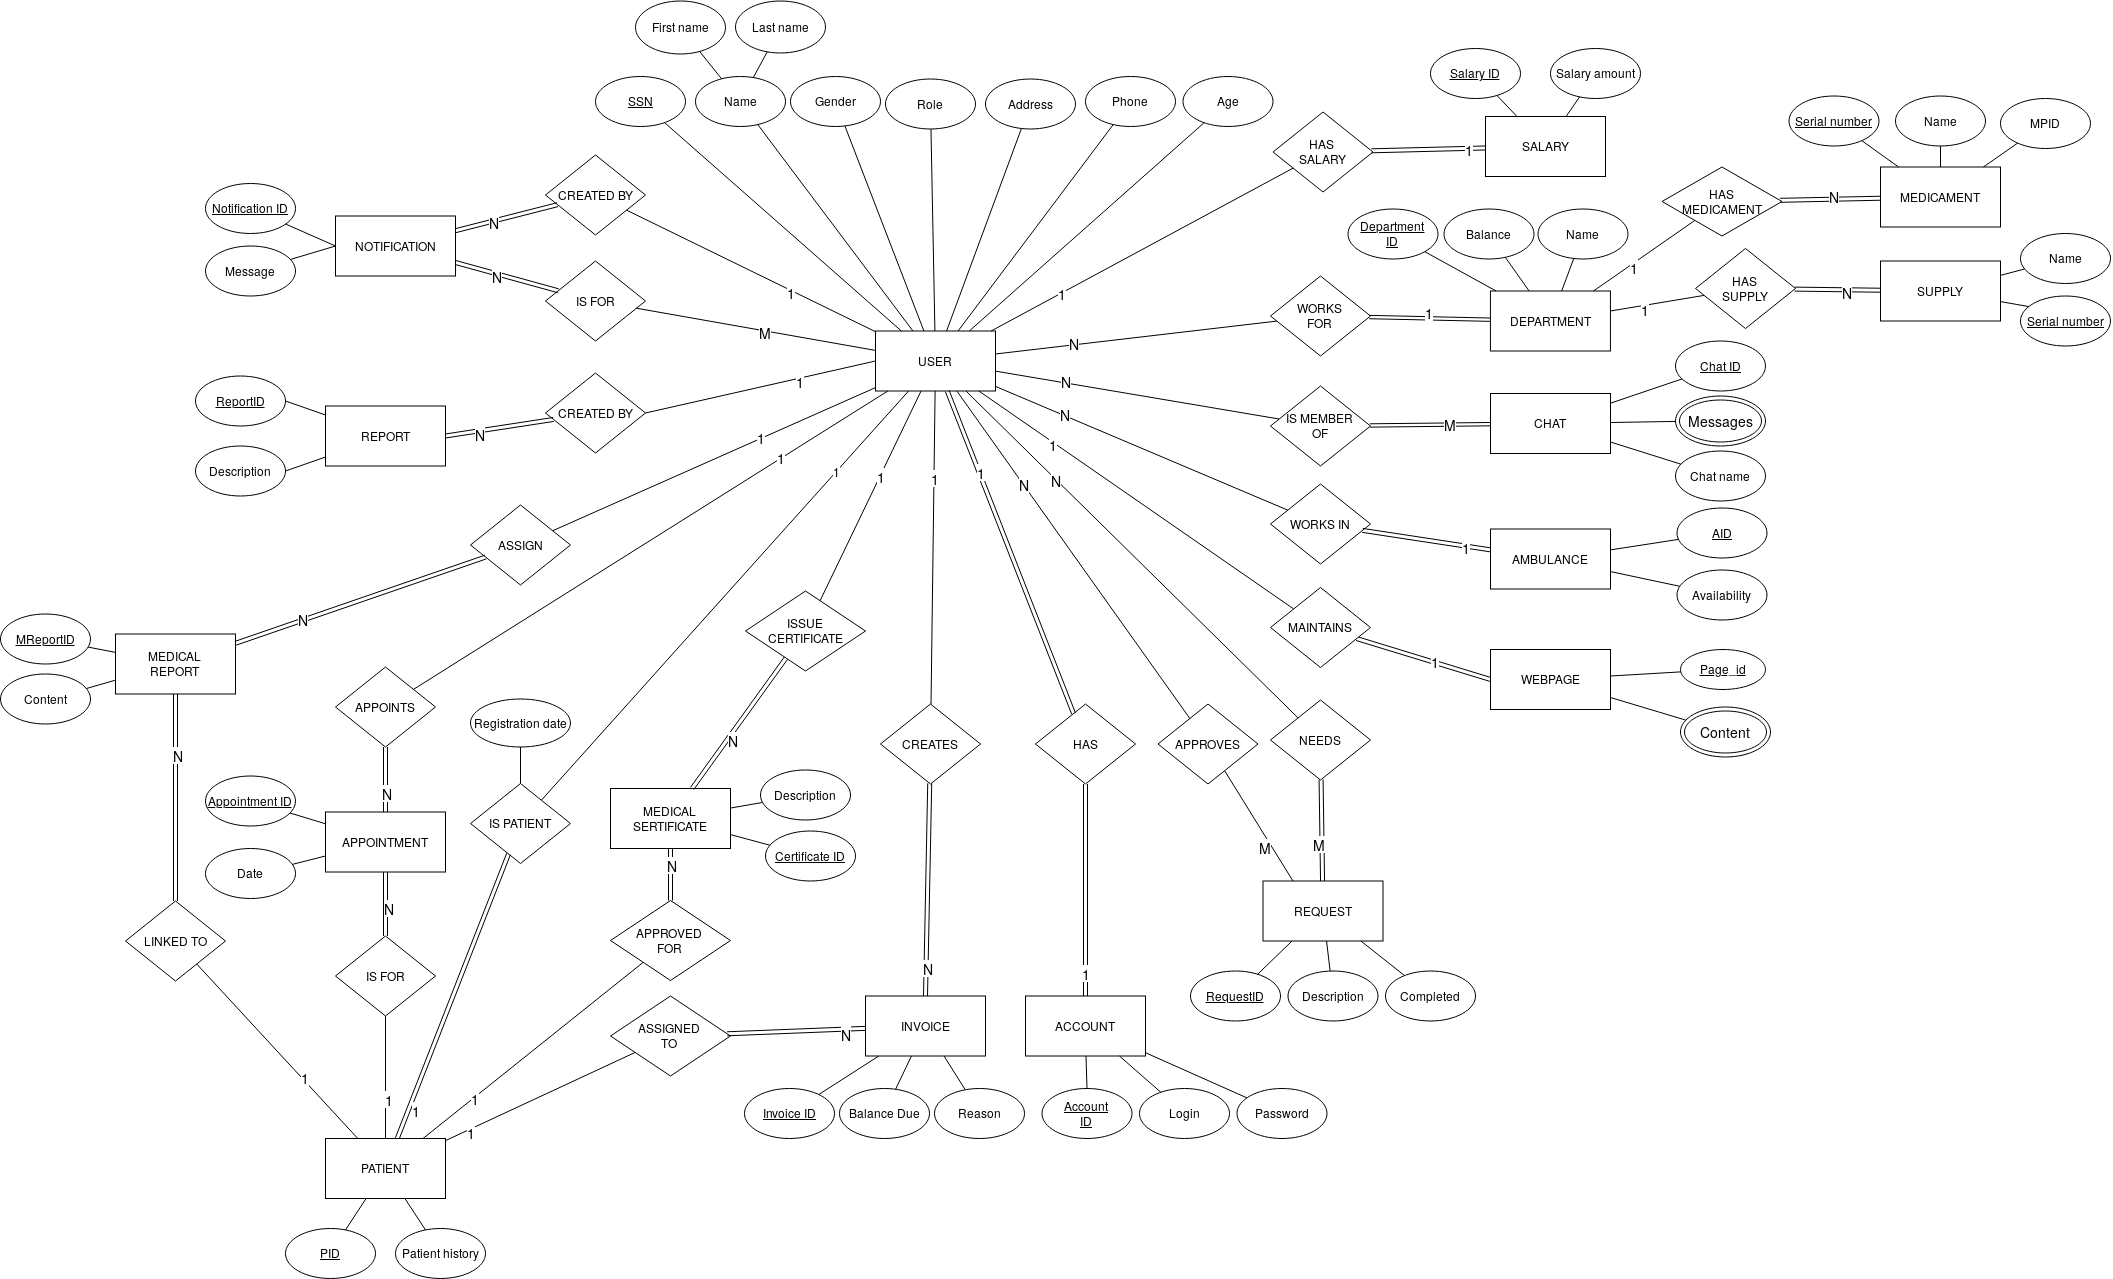 First name
Last name
SSN
Name
Gender
Role
Address
Phone
Age
Salary ID
Salary amount
HAS
SALARY
1
SALARY
1
Serial number
Name
MPID
HAS
MEDICAMENT
N
MEDICAMENT
1
Notification ID
Message
NOTIFICATION
N
CREATED BY
1
N
IS FOR
M
Department
ID
Balance
Name
WORKS
FOR
1
DEPARTMENT
N
1
HAS
SUPPLY
N
SUPPLY
Name
Serial number
USER
ReportID
Description
REPORT
N
CREATED BY
1
N
IS MEMBER
OF
M
CHAT
Chat ID
Messages
Chat name
N
WORKS IN
1
AMBULANCE
AID
Availability
1
MAINTAINS
1
WEBPAGE
Page_id
Content
1
ASSIGN
N
MReportID
Content
MEDICAL
REPORT
N
LINKED TO
1
1
APPOINTS
N
Appointment ID
Date
APPOINTMENT
N
IS FOR
1
1
Registration date
IS PATIENT
1
1
ISSUE
CERTIFICATE
N
MEDICAL
SERTIFICATE
Description
Certificate ID
N
APPROVED
FOR
1
1
CREATES
N
INVOICE
N
ASSIGNED
TO
1
Invoice ID
Balance Due
Reason
1
HAS
1
ACCOUNT
Account
ID
Login
Password
N
APPROVES
M
N
NEEDS
M
REQUEST
RequestID
Description
Completed
PATIENT
PID
Patient history